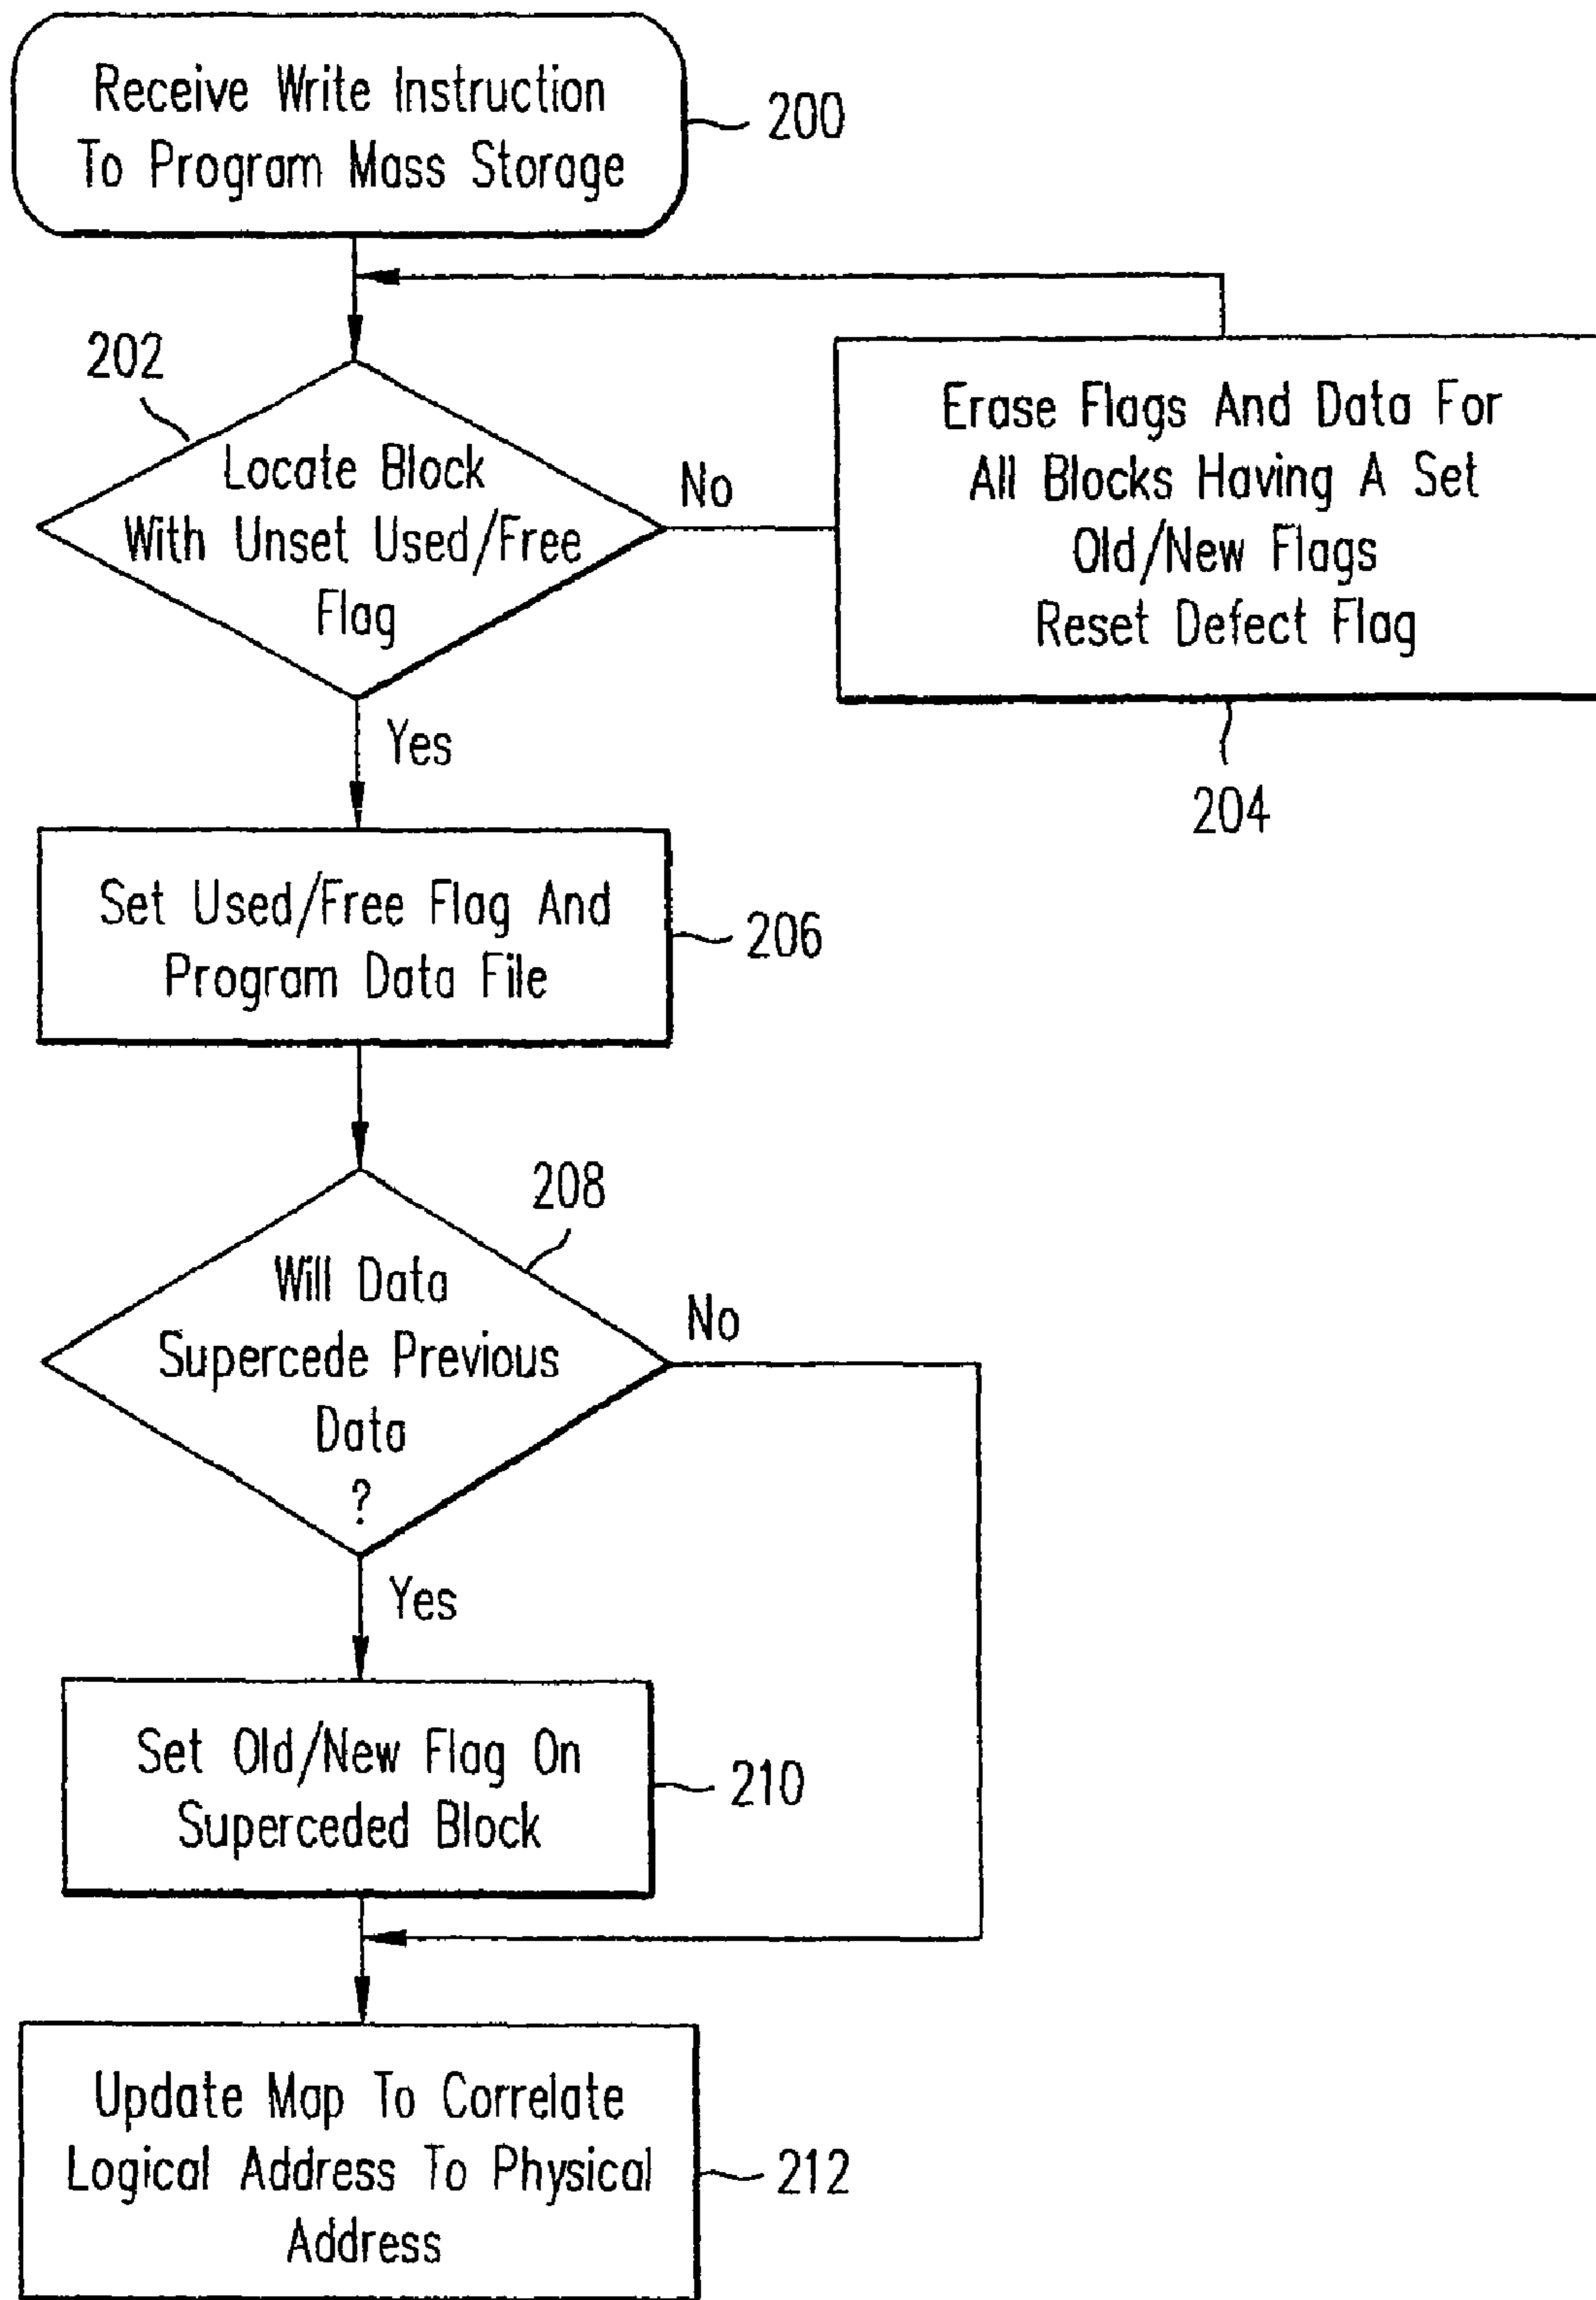 Receive Write Instruction
To Program Mass Storage
200
202
Locate Block
With Unset Used/Free
Flag
No
Erase Flags And Data For
All Blocks Having A Set
Old/New Flags
Reset Defect Flag
204
Yes
Set Used/Free Flag And
Program Data File
206
208
Will Data
Supercede Previous
Data
?
No
Yes
Set Old/New Flag On
Superceded Block
210
Update Map To Correlate
Logical Address To Physical
Address
212